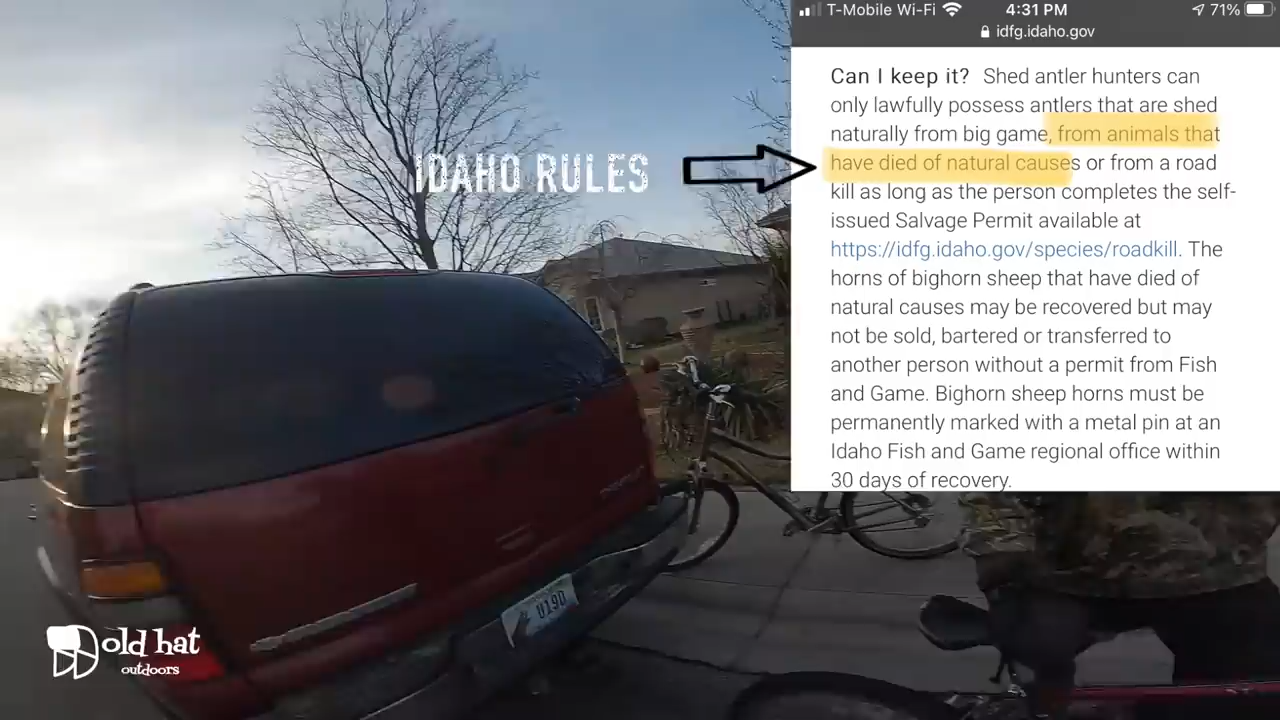 T-Mobile Wi-Fi 4:31 PM 71%
idfg.idaho.gov
Can I keep it? Shed antler hunters can
only lawfully possess antlers that are shed
naturally from big game, from animals that
have died of natural causes or from a road
kill as long as the person completes the self-
issued Salvage Permit available at
https://idfg.idaho.gov/species/roadkill. The
horns of bighorn sheep that have died of
natural causes may be recovered but may
not be sold, bartered or transferred to
another person without a permit from Fish
and Game. Bighorn sheep horns must be
permanently marked with a metal pin at an
Idaho Fish and Game regional office within
30 days of recovery.
IDAHO RULES
U19D
old hat
outdoors